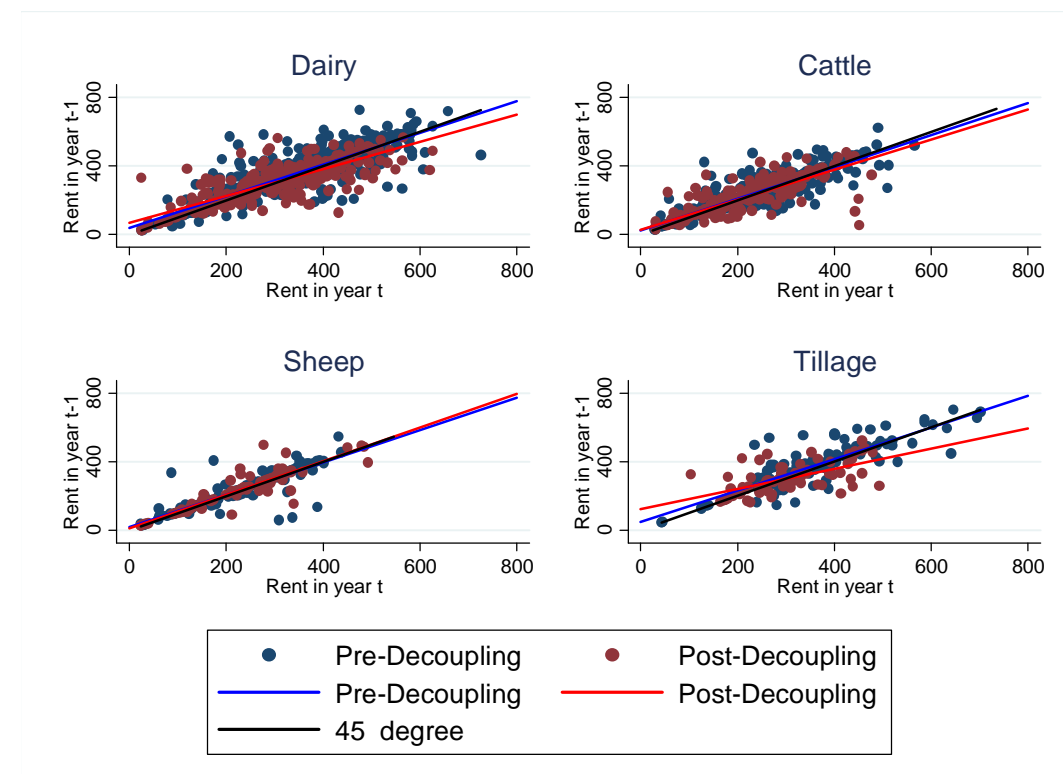 Dairy
Rent in year t-1
800
400
0
0 200 400 600 800
Rent in year t
Cattle
Rent in year t-1
800
400
0
0 200 400 600 800
Rent in year t
Sheep
Rent in year t-1
800
400
0
0 200 400 600 800
Rent in year t
Tillage
Rent in year t-1
800
400
0
0 200 400 600 800
Rent in year t
Pre-Decoupling Post-Decoupling
Pre-Decoupling Post-Decoupling
45 degree